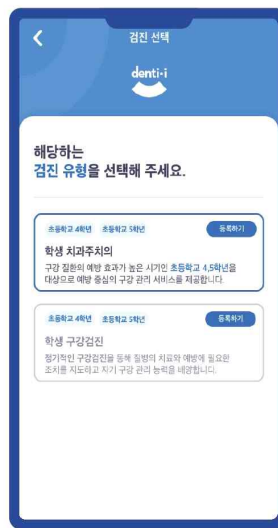 검진 선택
denti·i
해당하는
검진 유형을 선택해 주세요.
초등학교 4학년 초등학교 5학년 등록하기
학생 치과주치의
구강 질환의 예방 효과가 높은 시기인 초등학교 4,5학년을
대상으로 예방 중심의 구강 관리 서비스를 제공합니다.
초등학교 4학년 초등학교 5학년 등록하기
학생 구강검진
정기적인 구강검진을 통해 질병의 치료와 예방에 필요한
조치를 지도하고 자기 구강 관리 능력을 배양합니다.